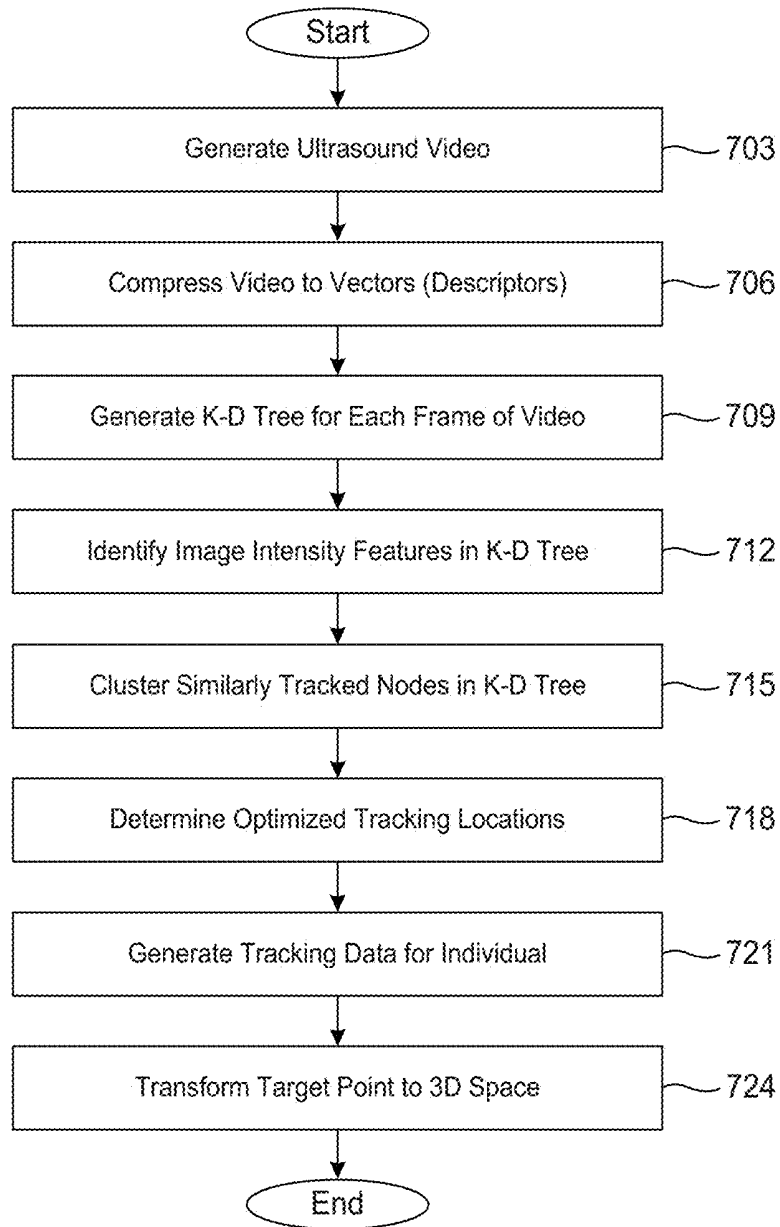 Start
Generate Ultrasound Video 703
Compress Video to Vectors (Descriptors) 706
Generate K-D Tree for Each Frame of Video 709
Identify Image Intensity Features in K-D Tree 712
Cluster Similarly Tracked Nodes in K-D Tree 715
Determine Optimized Tracking Locations 718
Generate Tracking Data for Individual 721
Transform Target Point to 3D Space 724
End